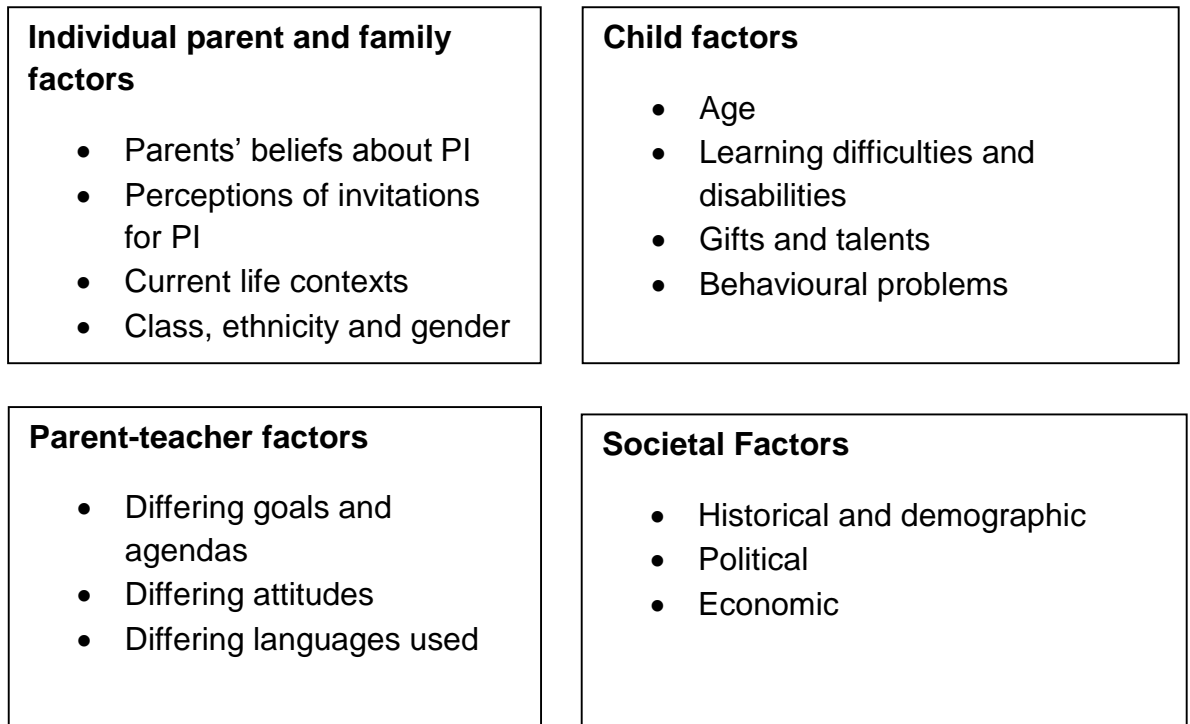 Individual parent and family
factors
• Parents’ beliefs about PI
• Perceptions of invitations
for PI
• Current life contexts
• Class, ethnicity and gender
Child factors
• Age
• Learning difficulties and
disabilities
• Gifts and talents
• Behavioural problems
Parent-teacher factors
• Differing goals and
agendas
• Differing attitudes
• Differing languages used
Societal Factors
• Historical and demographic
• Political
• Economic